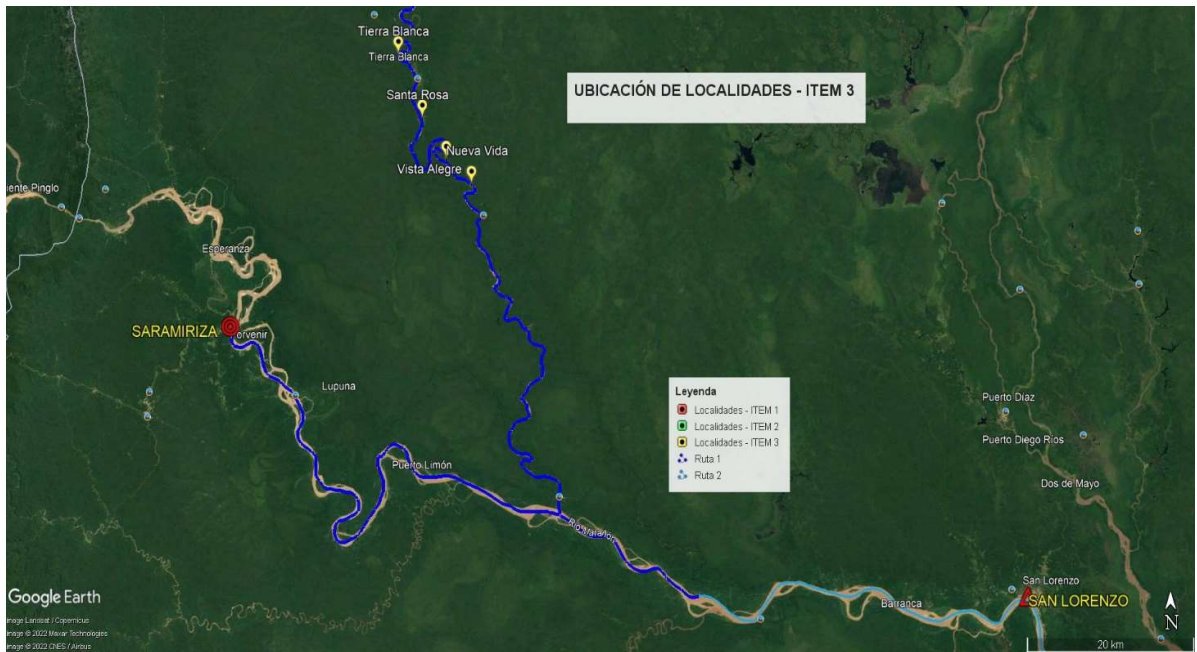 Tierra Blanca
Tierra Blanca
UBICACIÓN DE LOCALIDADES - ITEM 3
Santa Rosa
Nueva Vida
Vista Alegre
iente Pinglo
Esperanza
SARAMIRIZA
orvenir
Lupuna
Leyenda
Localidades - ITEM 1
Localidades - ITEM 2
Localidades - ITEM 3
Ruta 1
Ruta 2
Puerto Díaz
Puerto Diego Ríos
Puerto Limón
Dos de Mayo
Río Marañón
San Lorenzo
SAN LORENZO
Barranca
Google Earth
Image Landsat / Copernicus
Image © 2022 Maxar Technologies
Image © 2022 CNES / Airbus
N
20 km